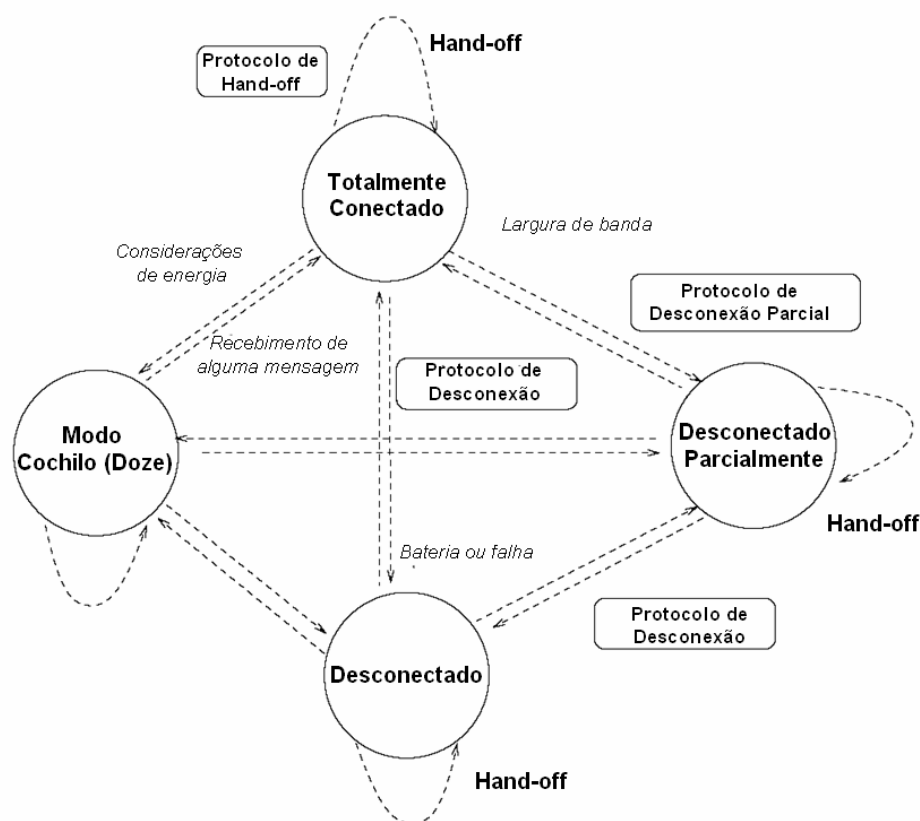 Hand-off
Protocolo de
Hand-off
Totalmente
Conectado
Largura de banda
Considerações
de energia
Protocolo de
Desconexão Parcial
Recebimento de
alguma mensagem
Protocolo de
Desconexão
Modo
Cochilo (Doze)
Desconectado
Parcialmente
Hand-off
Bateria ou falha
Protocolo de
Desconexão
Desconectado
Hand-off